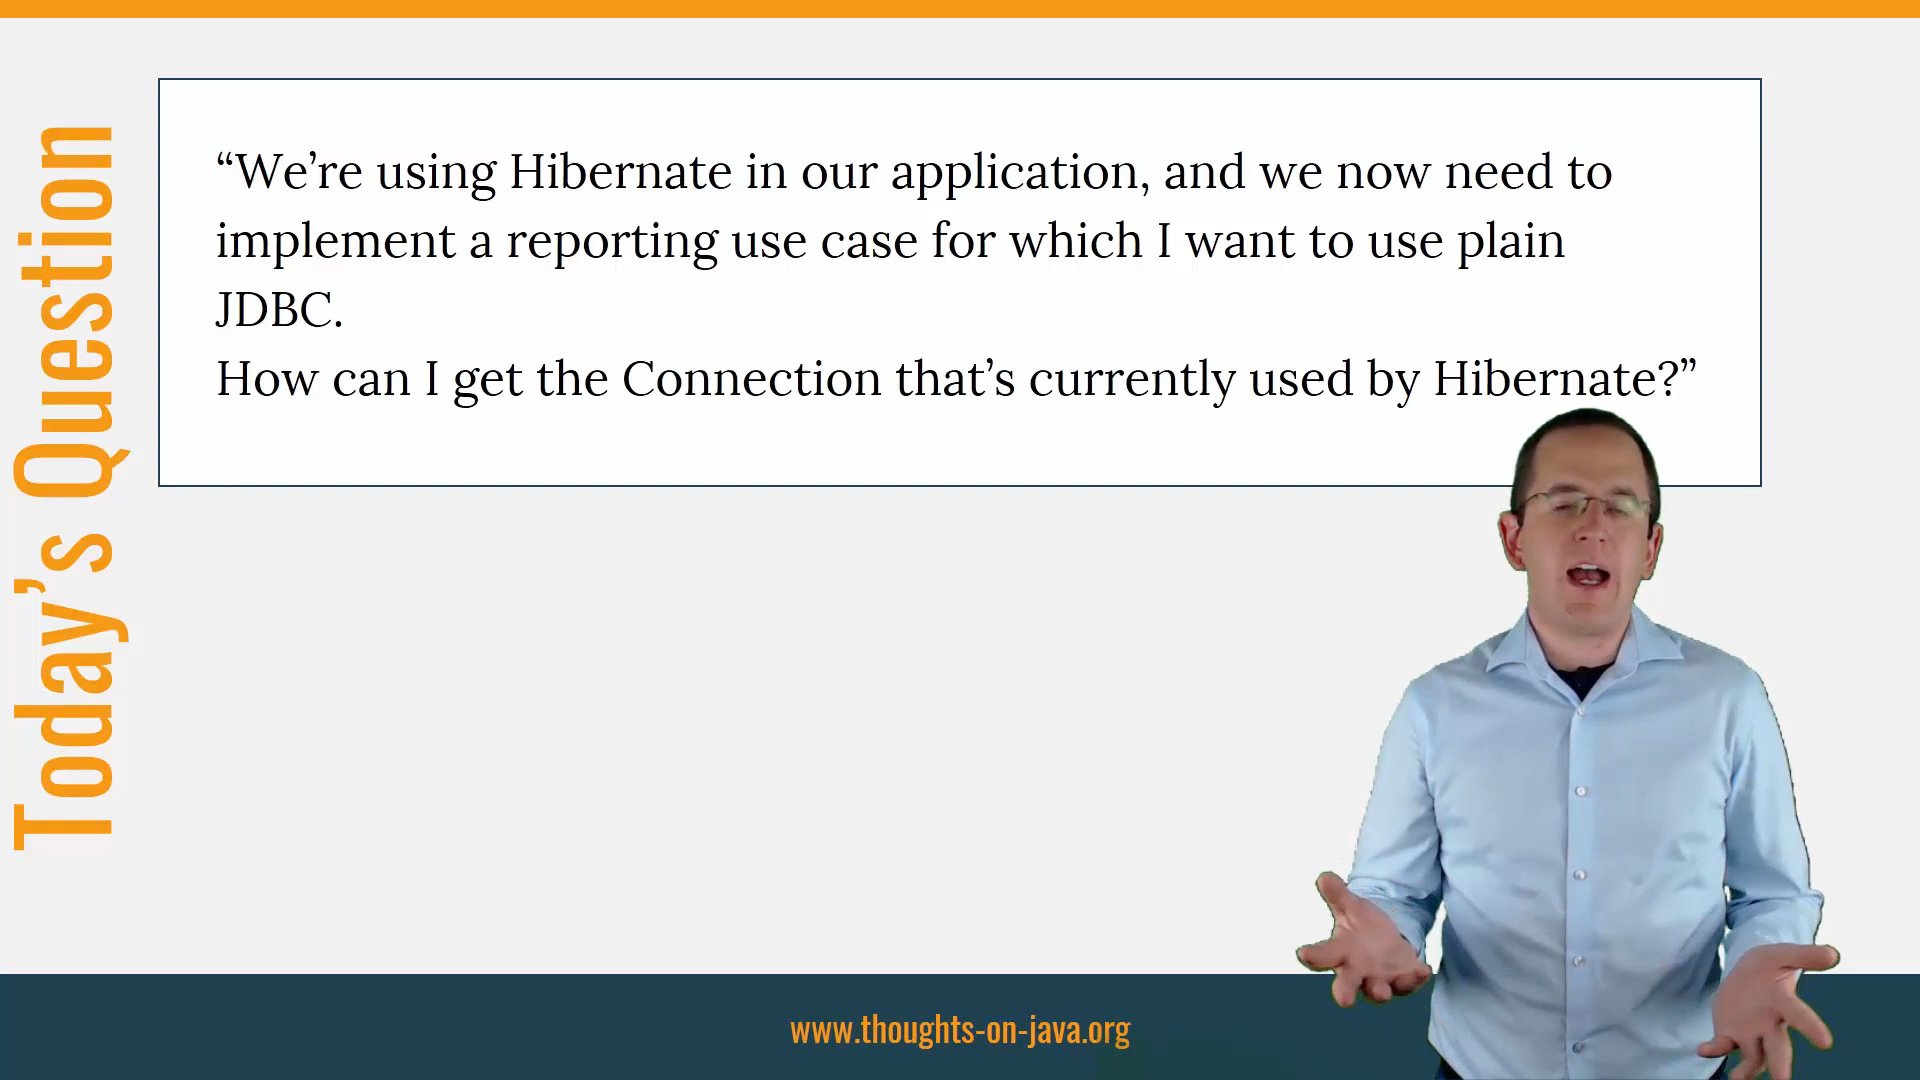 Today’s Question
“We’re using Hibernate in our application, and we now need to
implement a reporting use case for which I want to use plain
JDBC.
How can I get the Connection that’s currently used by Hibernate?”
www.thoughts-on-java.org